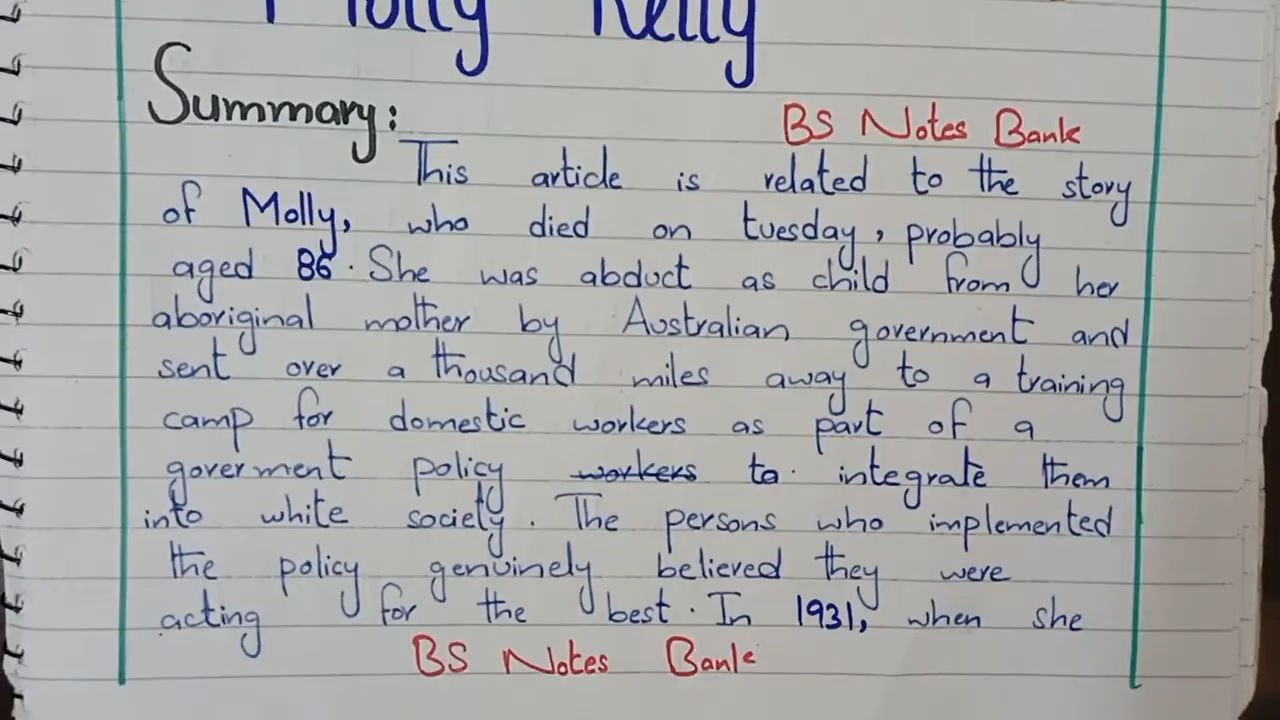 Molly Kelly
Summary:
BS Notes Bank
This article is related to the story
of Molly, who died on tuesday, probably
aged 86. She was abduct as child from her
aboriginal mother by Australian government and
sent over a thousand miles away to a training
camp for domestic workers as part of a
goverment policy workers to integrate them
into white society. The persons who implemented
the policy genuinely believed they were
acting for the best. In 1931, when she
BS Notes Bank